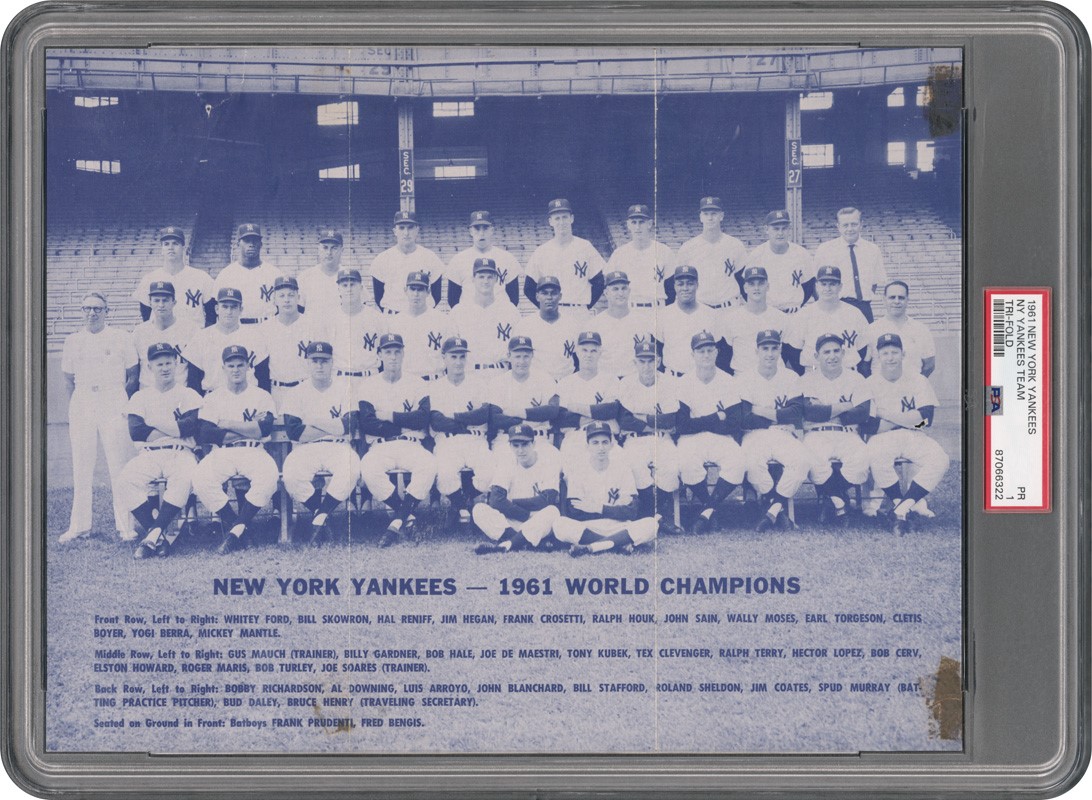 SEC 29
27
SEC 29
SEC 27
A
NEW YORK YANKEES — 1961 WORLD CHAMPIONS
Front Row, Left to Right: WHITEY FORD, BILL SKOWRON, HAL RENIFF, JIM HEGAN, FRANK CROSETTI, RALPH HOUK, JOHN SAIN, WALLY MOSES, EARL TORGESON, CLETIS
BOYER, YOGI BERRA, MICKEY MANTLE.
Middle Row, Left to Right: GUS MAUCH (TRAINER), BILLY GARDNER, BOB HALE, JOE DE MAESTRI, TONY KUBEK, TEX CLEVENGER, RALPH TERRY, HECTOR LOPEZ, BOB CERV,
ELSTON HOWARD, ROGER MARIS, BOB TURLEY, JOE SOARES (TRAINER).
Back Row, Left to Right: BOBBY RICHARDSON, AL DOWNING, LUIS ARROYO, JOHN BLANCHARD, BILL STAFFORD, ROLAND SHELDON, JIM COATES, SPUD MURRAY (BAT-
TING PRACTICE PITCHER), BUD DALEY, BRUCE HENRY (TRAVELING SECRETARY).
Seated on Ground in Front: Batboys FRANK PRUDENTI, FRED BENGIS.
1961 NEW YORK YANKEES
NY YANKEES TEAM PR
TRI-FOLD 1
PSA 87066322